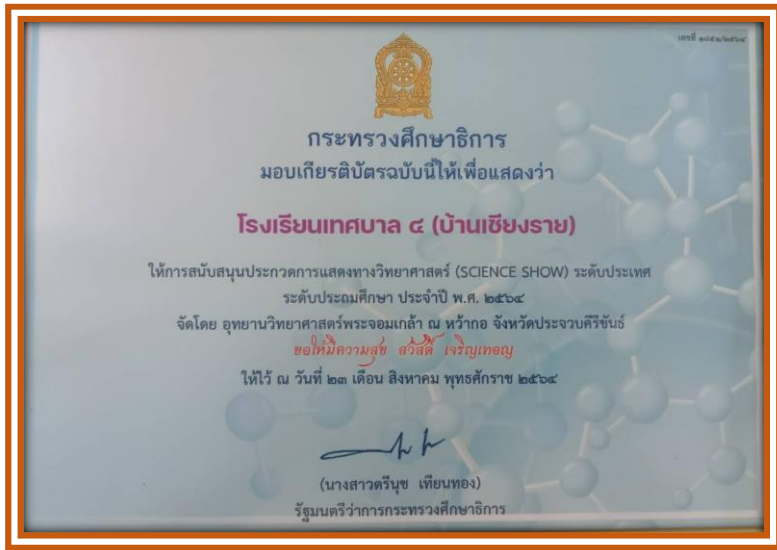 เลขที่
กระทรวงศึกษาธิการ
มอบเกียรติบัตรฉบับนี้ให้เพื่อแสดงว่า
โรงเรียนเทศบาล ๔ (บ้านเชียงราย)
ให้การสนับสนุนประกวดการแสดงทางวิทยาศาสตร์ (SCIENCE SHOW) ระดับประเทศ
ระดับประถมศึกษา ประจำปี พ.ศ. ๒๕๖๔
จัดโดย อุทยานวิทยาศาสตร์พระจอมเกล้า ณ หว้ากอ จังหวัดประจวบคีรีขันธ์
ขอให้มีความสุข สวัสดิ์ เจริญเทอญ
ให้ไว้ ณ วันที่ ๒๓ เดือน สิงหาคม พุทธศักราช ๒๕๖๔
(นางสาวตรีนุช เทียนทอง)
รัฐมนตรีว่าการกระทรวงศึกษาธิการ